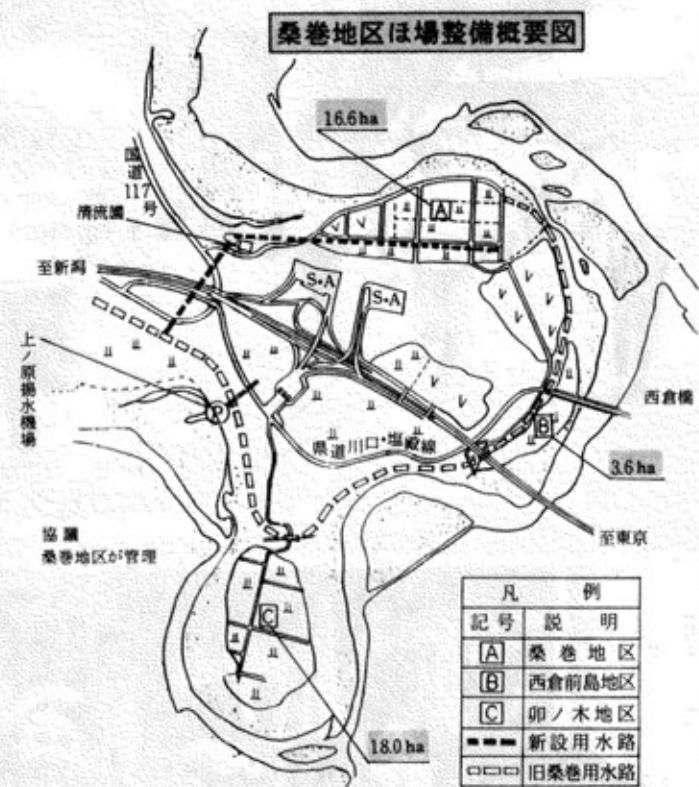 桑巻地区ほ場整備概要図
16.6ha
国道117号
清流園
至新潟
S・A
S・A
A
上ノ原揚水機場
P
西倉橋
B
3.6ha
県道川口・塩殿線
至東京
協議
桑巻地区が管理
C
18.0ha
凡例
記号 説明
A 桑巻地区
B 西倉前島地区
C 卯ノ木地区
新設用水路
旧桑巻用水路